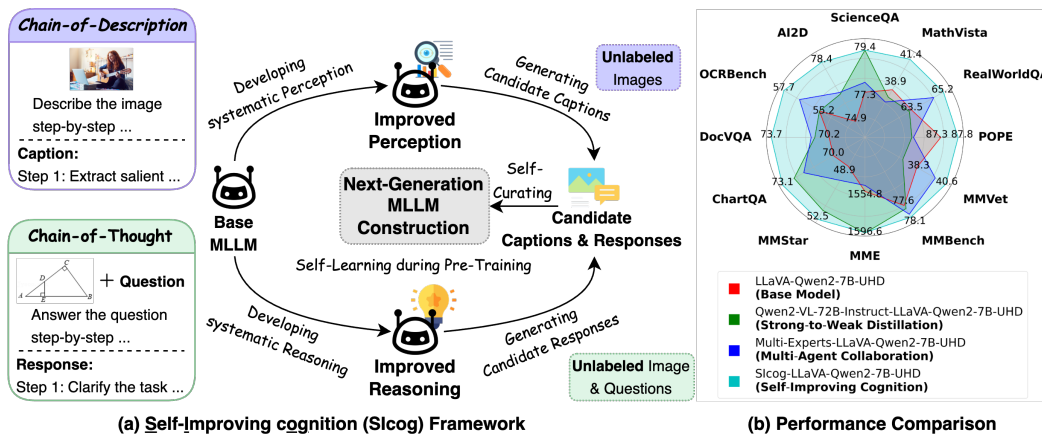 Chain-of-Description
Describe the image
step-by-step ...
Caption:
Step 1: Extract salient ...
Chain-of-Thought
A
B
C
D
E
+ Question
Answer the question
step-by-step ...
Response:
Step 1: Clarify the task ...
Base
MLLM
Developing
systematic Perception
Improved
Perception
Generating
Candidate Captions
Unlabeled
Images
Next-Generation
MLLM
Construction
Self-
Curating
Candidate
Captions & Responses
Self-Learning during Pre-Training
Developing
systematic Reasoning
Improved
Reasoning
Generating
Candidate Responses
Unlabeled Image
& Questions
(a) Self-Improving cognition (SIcog) Framework
ScienceQA
AI2D
MathVista
OCRBench
RealWorldQA
DocVQA
POPE
ChartQA
MMVet
MMStar
MMBench
MME
79.4
77.3
41.4
38.9
65.2
63.5
87.3
87.8
38.3
40.6
77.6
78.1
1554.8
1596.6
48.9
52.5
70.0
73.1
70.2
73.7
55.2
57.7
74.9
78.4
LLaVA-Qwen2-7B-UHD
(Base Model)
Qwen2-VL-72B-Instruct-LLaVA-Qwen2-7B-UHD
(Strong-to-Weak Distillation)
Multi-Experts-LLaVA-Qwen2-7B-UHD
(Multi-Agent Collaboration)
SIcog-LLaVA-Qwen2-7B-UHD
(Self-Improving Cognition)
(b) Performance Comparison